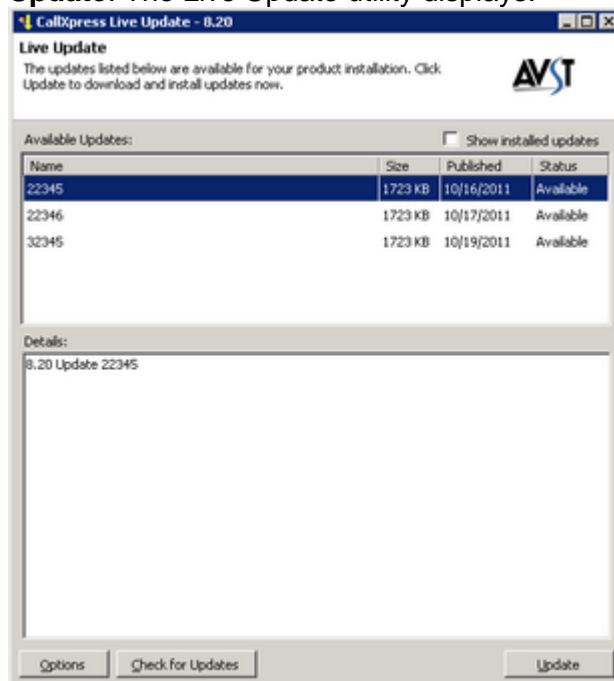 Update. The Live Update utility displays.
CallXpress Live Update - 8.20
Live Update
The updates listed below are available for your product installation. Click
Update to download and install updates now.
AVST
Available Updates:
Show installed updates
Name Size Published Status
22345 1723 KB 10/16/2011 Available
22346 1723 KB 10/17/2011 Available
32345 1723 KB 10/19/2011 Available
Details:
8.20 Update 22345
Options Check for Updates Update